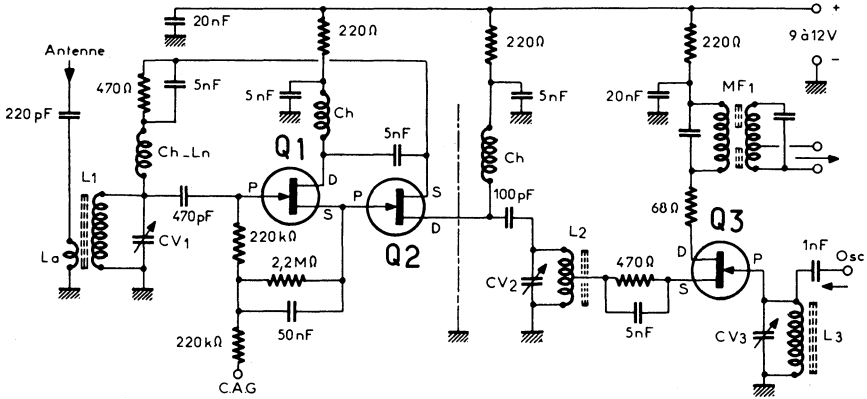 20nF
220Ω
220Ω
220Ω
+
9 à 12V
−
Antenne
470Ω
5nF
5nF
Ch
5nF
20nF
MF1
220pF
Ch_Ln
Q1
5nF
Ch
L1
P
D
S
P
S
D
100pF
68Ω
Q3
470pF
Q2
L2
La
CV1
220kΩ
2,2MΩ
CV2
470Ω
D
P
S
1nF
Osc
50nF
5nF
CV3
L3
220kΩ
C.A.G